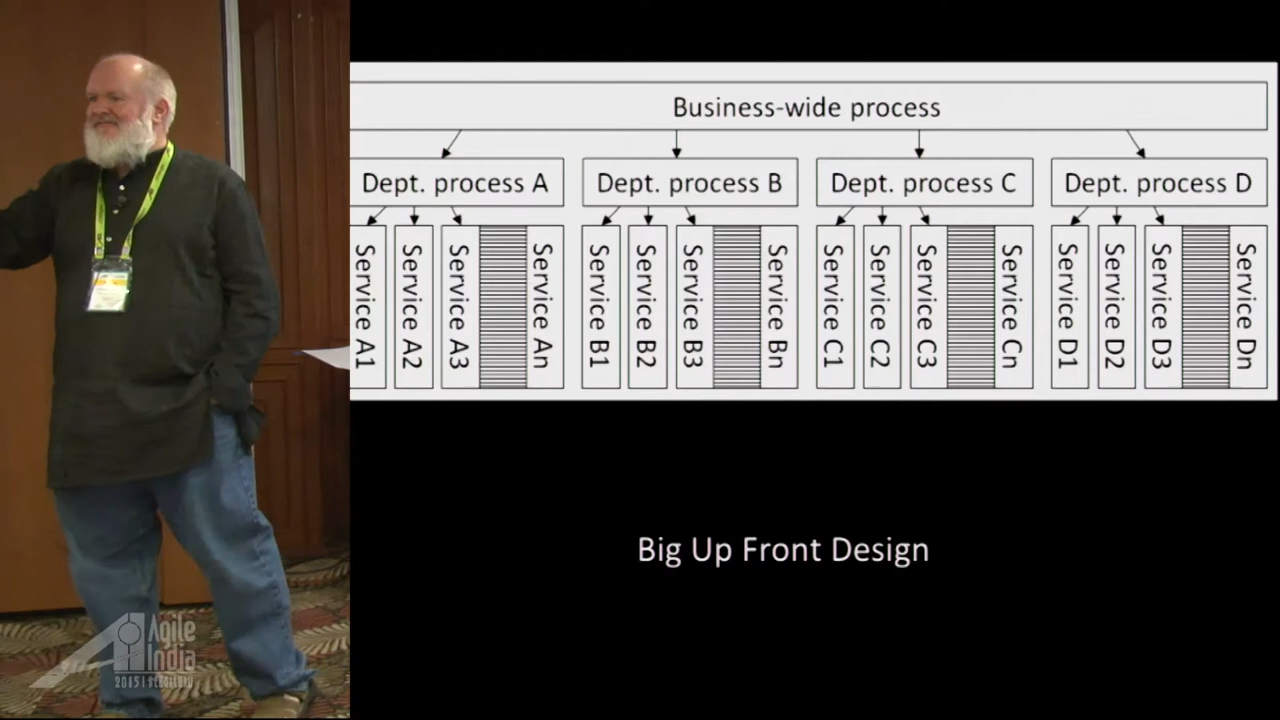 Business-wide process
Dept. process A
Dept. process B
Dept. process C
Dept. process D
Service A1
Service A2
Service A3
Service An
Service B1
Service B2
Service B3
Service Bn
Service C1
Service C2
Service C3
Service Cn
Service D1
Service D2
Service D3
Service Dn
Big Up Front Design
Agile
India